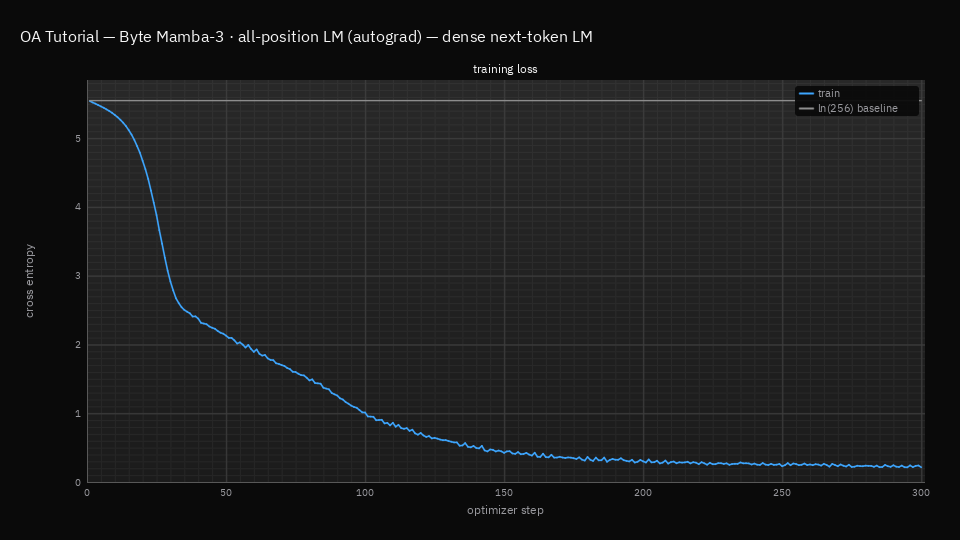 OA Tutorial — Byte Mamba-3 · all-position LM (autograd) — dense next-token LM
training loss
train
ln(256) baseline
cross entropy
5
4
3
2
1
0
0 50 100 150 200 250 300
optimizer step